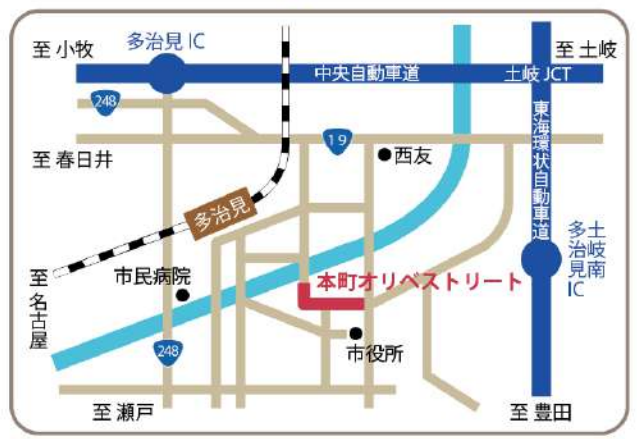 至 小牧
多治見 IC
至 土岐
中央自動車道
土岐 JCT
248
19
東海環状自動車道
至 春日井
西友
多治見
土岐南
多治見IC
至 名古屋
市民病院
本町オリベストリート
248
市役所
至 瀬戸
至 豊田